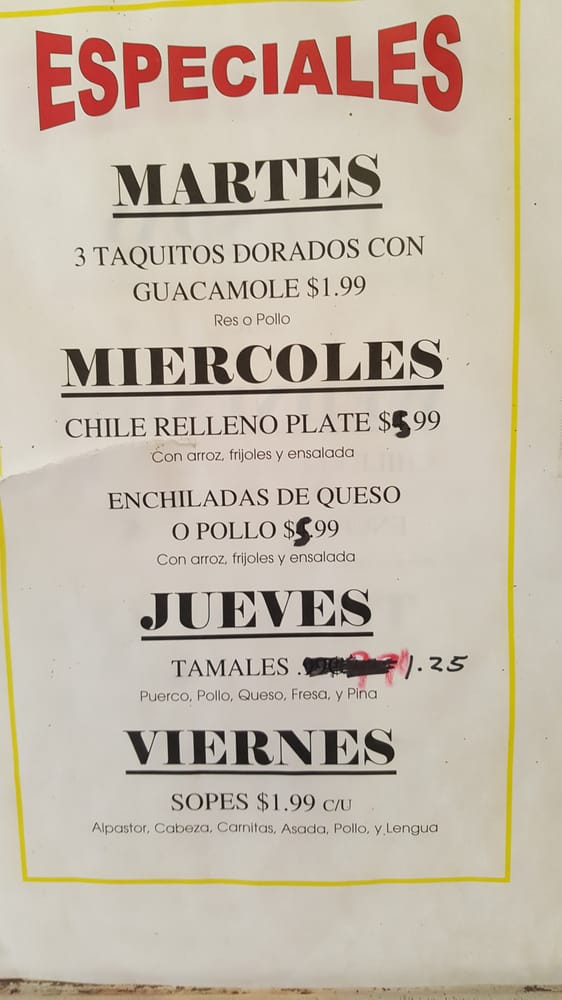 ESPECIALES
MARTES
3 TAQUITOS DORADOS CON
GUACAMOLE $1.99
Res o Pollo
MIERCOLES
CHILE RELLENO PLATE $5.99
Con arroz, frijoles y ensalada
ENCHILADAS DE QUESO
O POLLO $5.99
Con arroz, frijoles y ensalada
JUEVES
TAMALES .99¢ 1.25
Puerco, Pollo, Queso, Fresa, y Pina
VIERNES
SOPES $1.99 C/U
Alpastor, Cabeza, Carnitas, Asada, Pollo, y Lengua